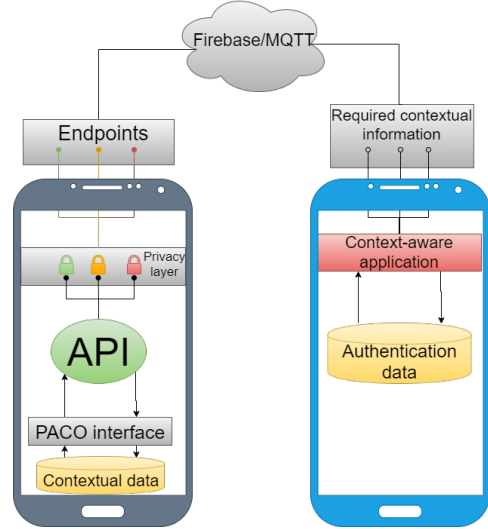 Firebase/MQTT
Endpoints
Required contextual
information
Privacy
layer
API
PACO interface
Contextual data
Context-aware
application
Authentication
data